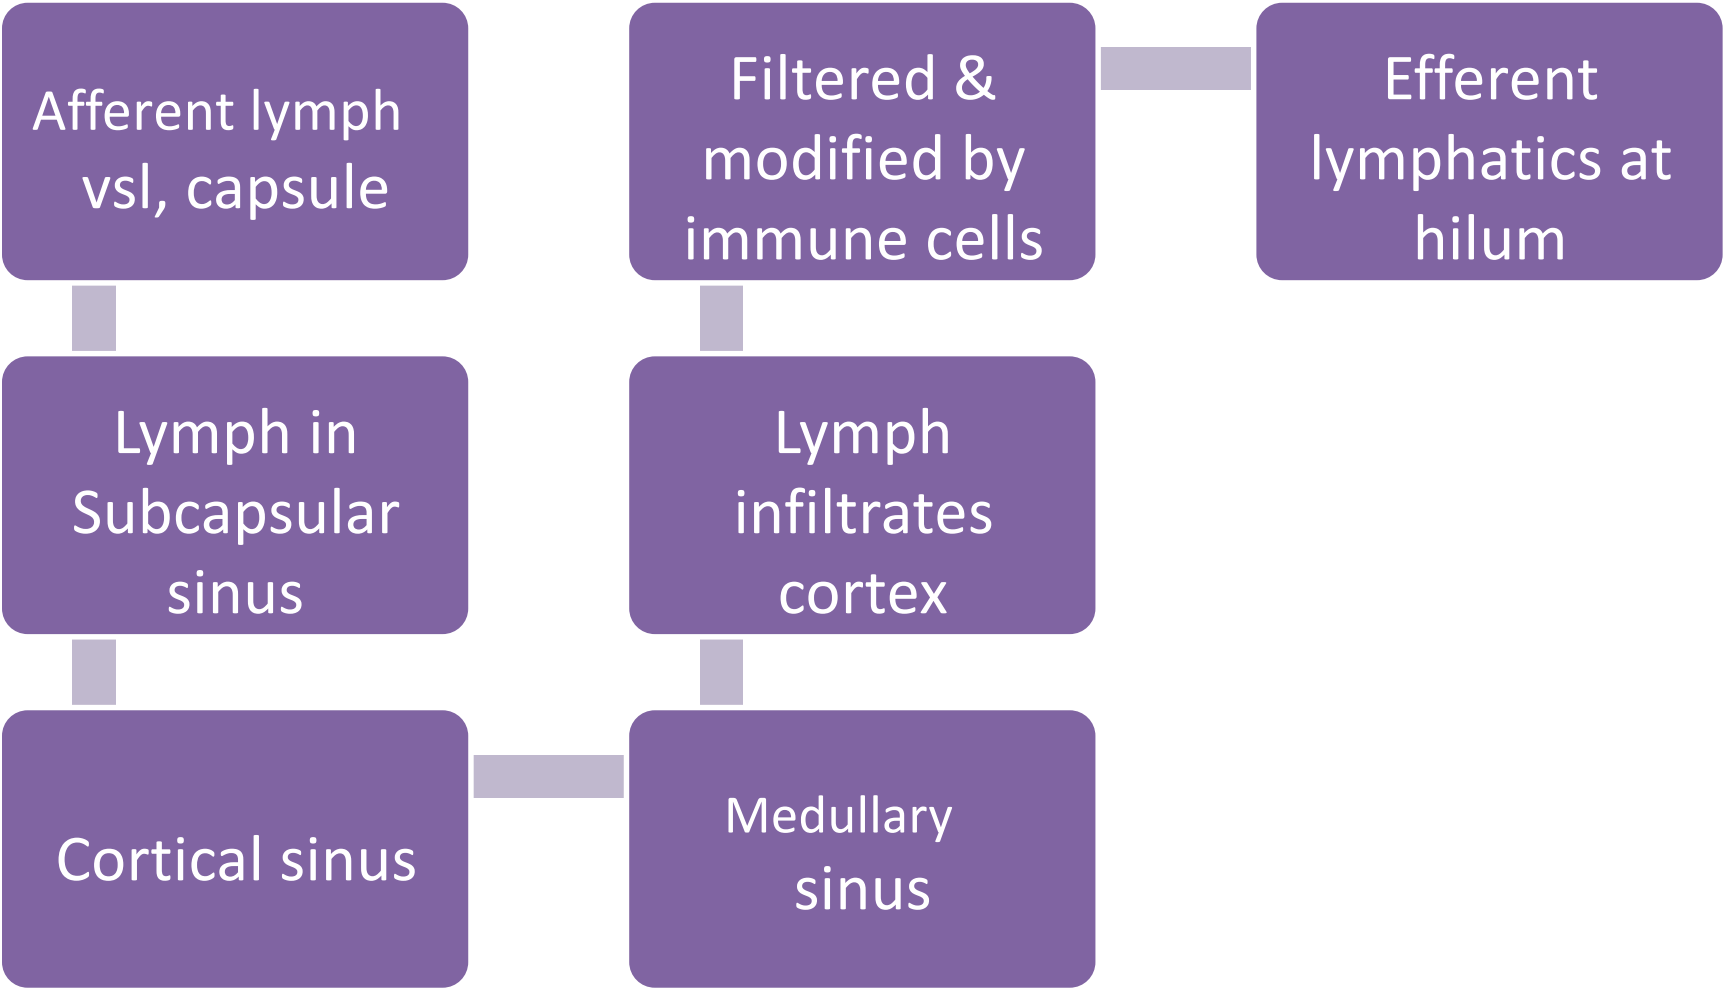 Afferent lymph
vsl, capsule
Lymph in
Subcapsular
sinus
Cortical sinus
Medullary
sinus
Lymph
infiltrates
cortex
Filtered &
modified by
immune cells
Efferent
lymphatics at
hilum